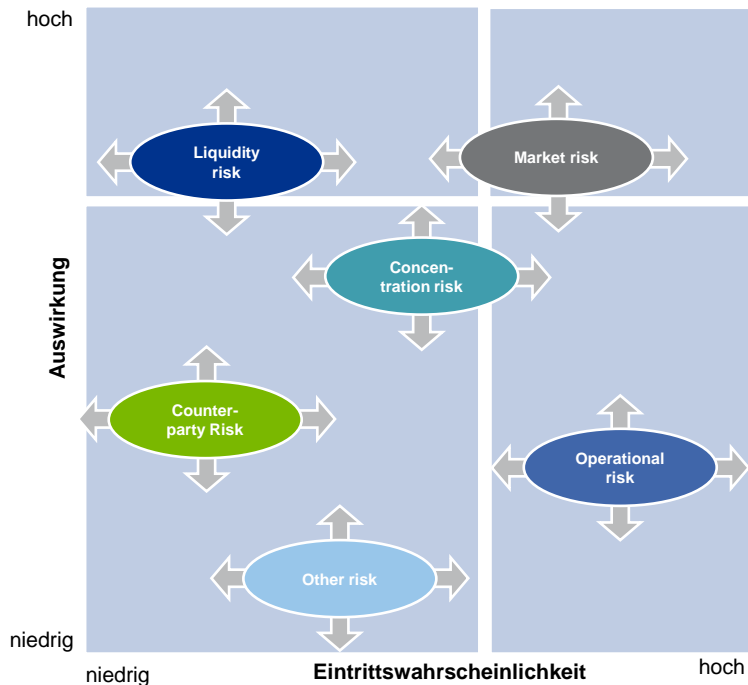 hoch
Liquidity
risk
Market risk
Concen-
tration risk
Auswirkung
Counter-
party Risk
Operational
risk
Other risk
niedrig
niedrig
Eintrittswahrscheinlichkeit
hoch